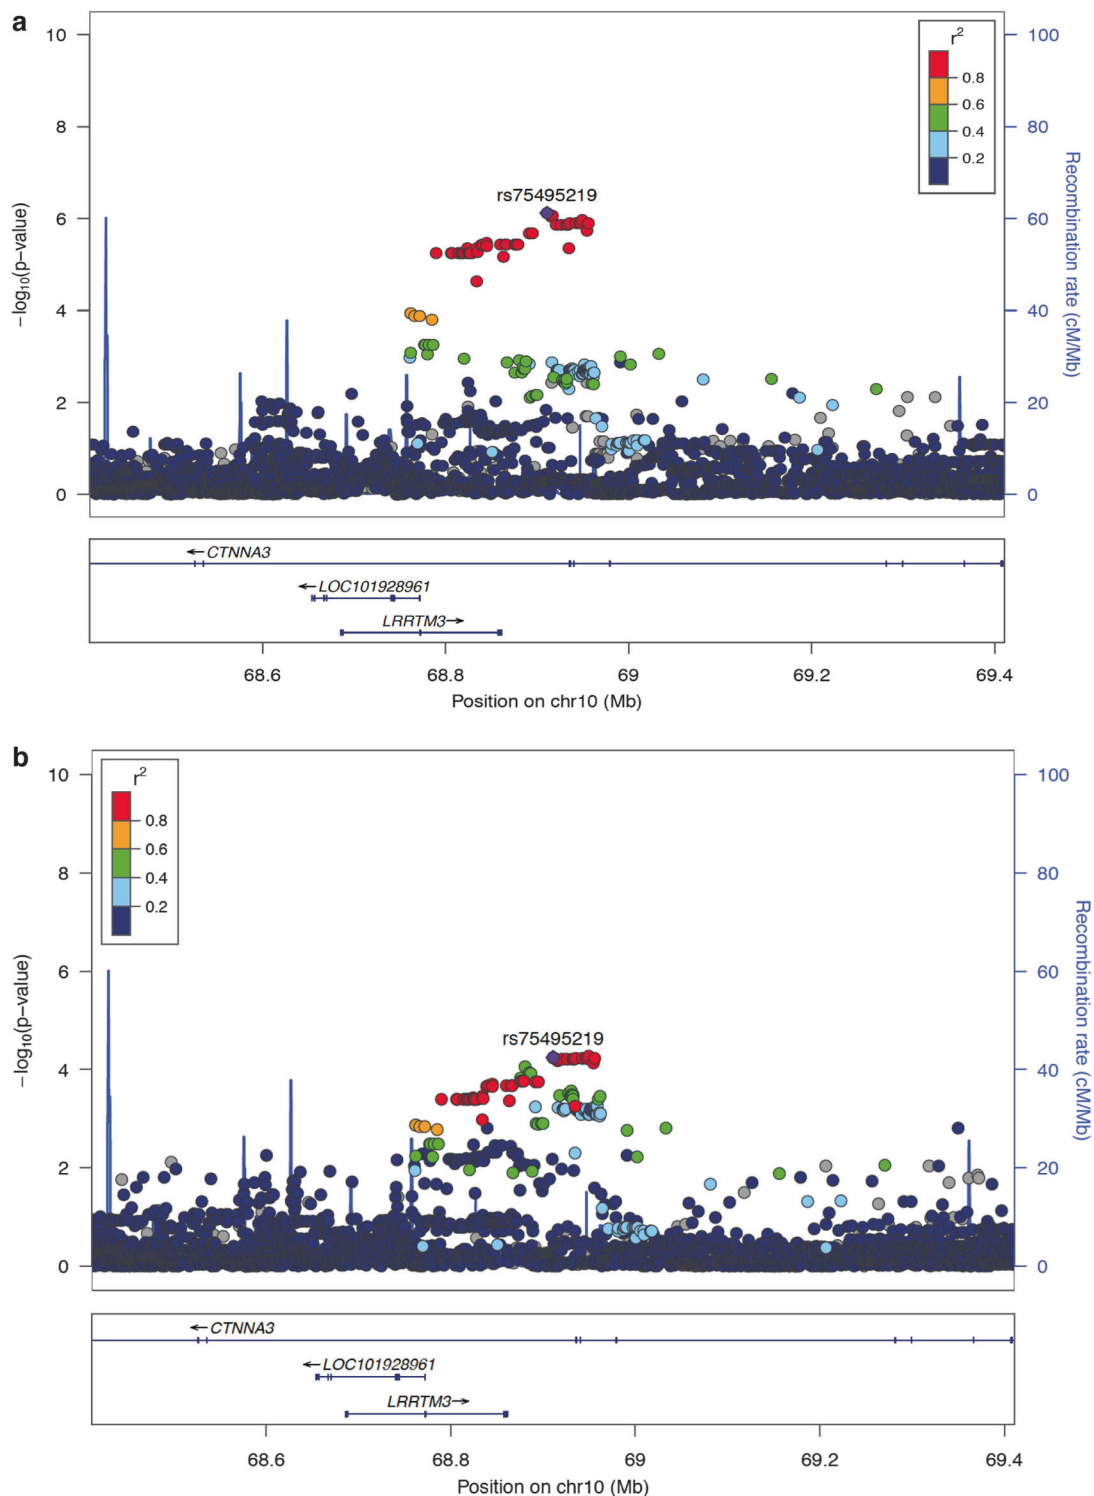 a
r2
0.8
0.6
0.4
0.2
rs75495219
10
8
6
4
2
0
−log10(p−value)
100
80
60
40
20
0
Recombination rate (cM/Mb)
←CTNNA3
←LOC101928961
LRRTM3→
68.6 68.8 69 69.2 69.4
Position on chr10 (Mb)
b
r2
0.8
0.6
0.4
0.2
rs75495219
10
8
6
4
2
0
−log10(p−value)
100
80
60
40
20
0
Recombination rate (cM/Mb)
←CTNNA3
←LOC101928961
LRRTM3→
68.6 68.8 69 69.2 69.4
Position on chr10 (Mb)